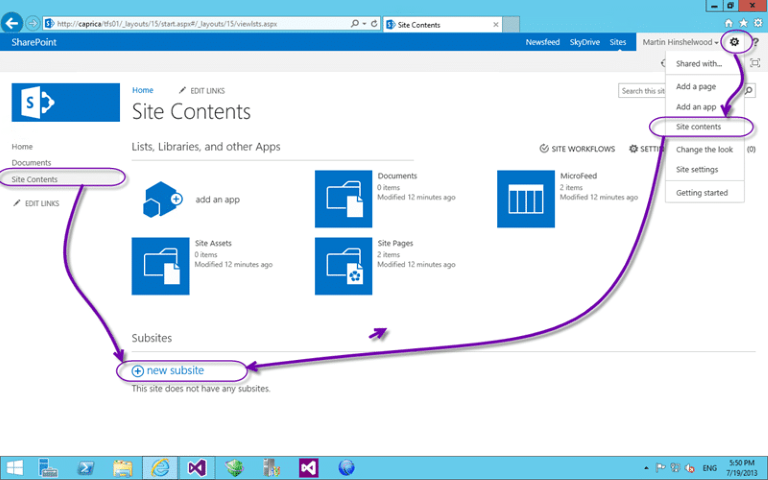 http://caprica/tfs01/_layouts/15/start.aspx#/_layouts/15/viewlsts.aspx
Site Contents
SharePoint
Newsfeed SkyDrive Sites Martin Hinshelwood ?
S
Home EDIT LINKS
Site Contents
Search this sit
Shared with...
Add a page
Add an app
Site contents
Change the look
Site settings
Getting started
Home
Documents
Site Contents
EDIT LINKS
Lists, Libraries, and other Apps
SITE WORKFLOWS SETTIN (0)
add an app
Documents
0 items
Modified 12 minutes ago
MicroFeed
2 items
Modified 12 minutes ago
Site Assets
0 items
Modified 12 minutes ago
Site Pages
2 items
Modified 12 minutes ago
Subsites
new subsite
This site does not have any subsites.
ENG
5:50 PM
7/19/2013